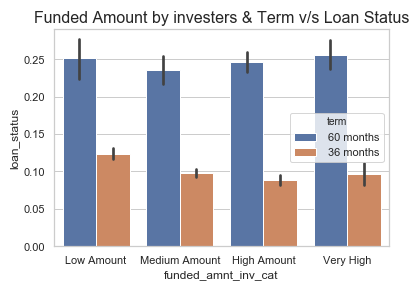 Funded Amount by investers & Term v/s Loan Status
0.25
0.20
0.15
0.10
0.05
0.00
loan_status
term
60 months
36 months
Low Amount Medium Amount High Amount Very High
funded_amnt_inv_cat